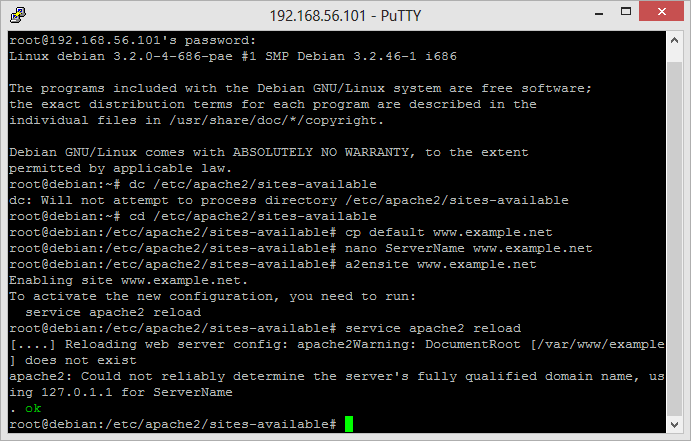 192.168.56.101 - PuTTY
root@192.168.56.101's password:
Linux debian 3.2.0-4-686-pae #1 SMP Debian 3.2.46-1 i686
The programs included with the Debian GNU/Linux system are free software;
the exact distribution terms for each program are described in the
individual files in /usr/share/doc/*/copyright.
Debian GNU/Linux comes with ABSOLUTELY NO WARRANTY, to the extent
permitted by applicable law.
root@debian:~# dc /etc/apache2/sites-available
dc: Will not attempt to process directory /etc/apache2/sites-available
root@debian:~# cd /etc/apache2/sites-available
root@debian:/etc/apache2/sites-available# cp default www.example.net
root@debian:/etc/apache2/sites-available# nano ServerName www.example.net
root@debian:/etc/apache2/sites-available# a2ensite www.example.net
Enabling site www.example.net.
To activate the new configuration, you need to run:
  service apache2 reload
root@debian:/etc/apache2/sites-available# service apache2 reload
[....] Reloading web server config: apache2Warning: DocumentRoot [/var/www/example
] does not exist
apache2: Could not reliably determine the server's fully qualified domain name, us
ing 127.0.1.1 for ServerName
. ok
root@debian:/etc/apache2/sites-available#